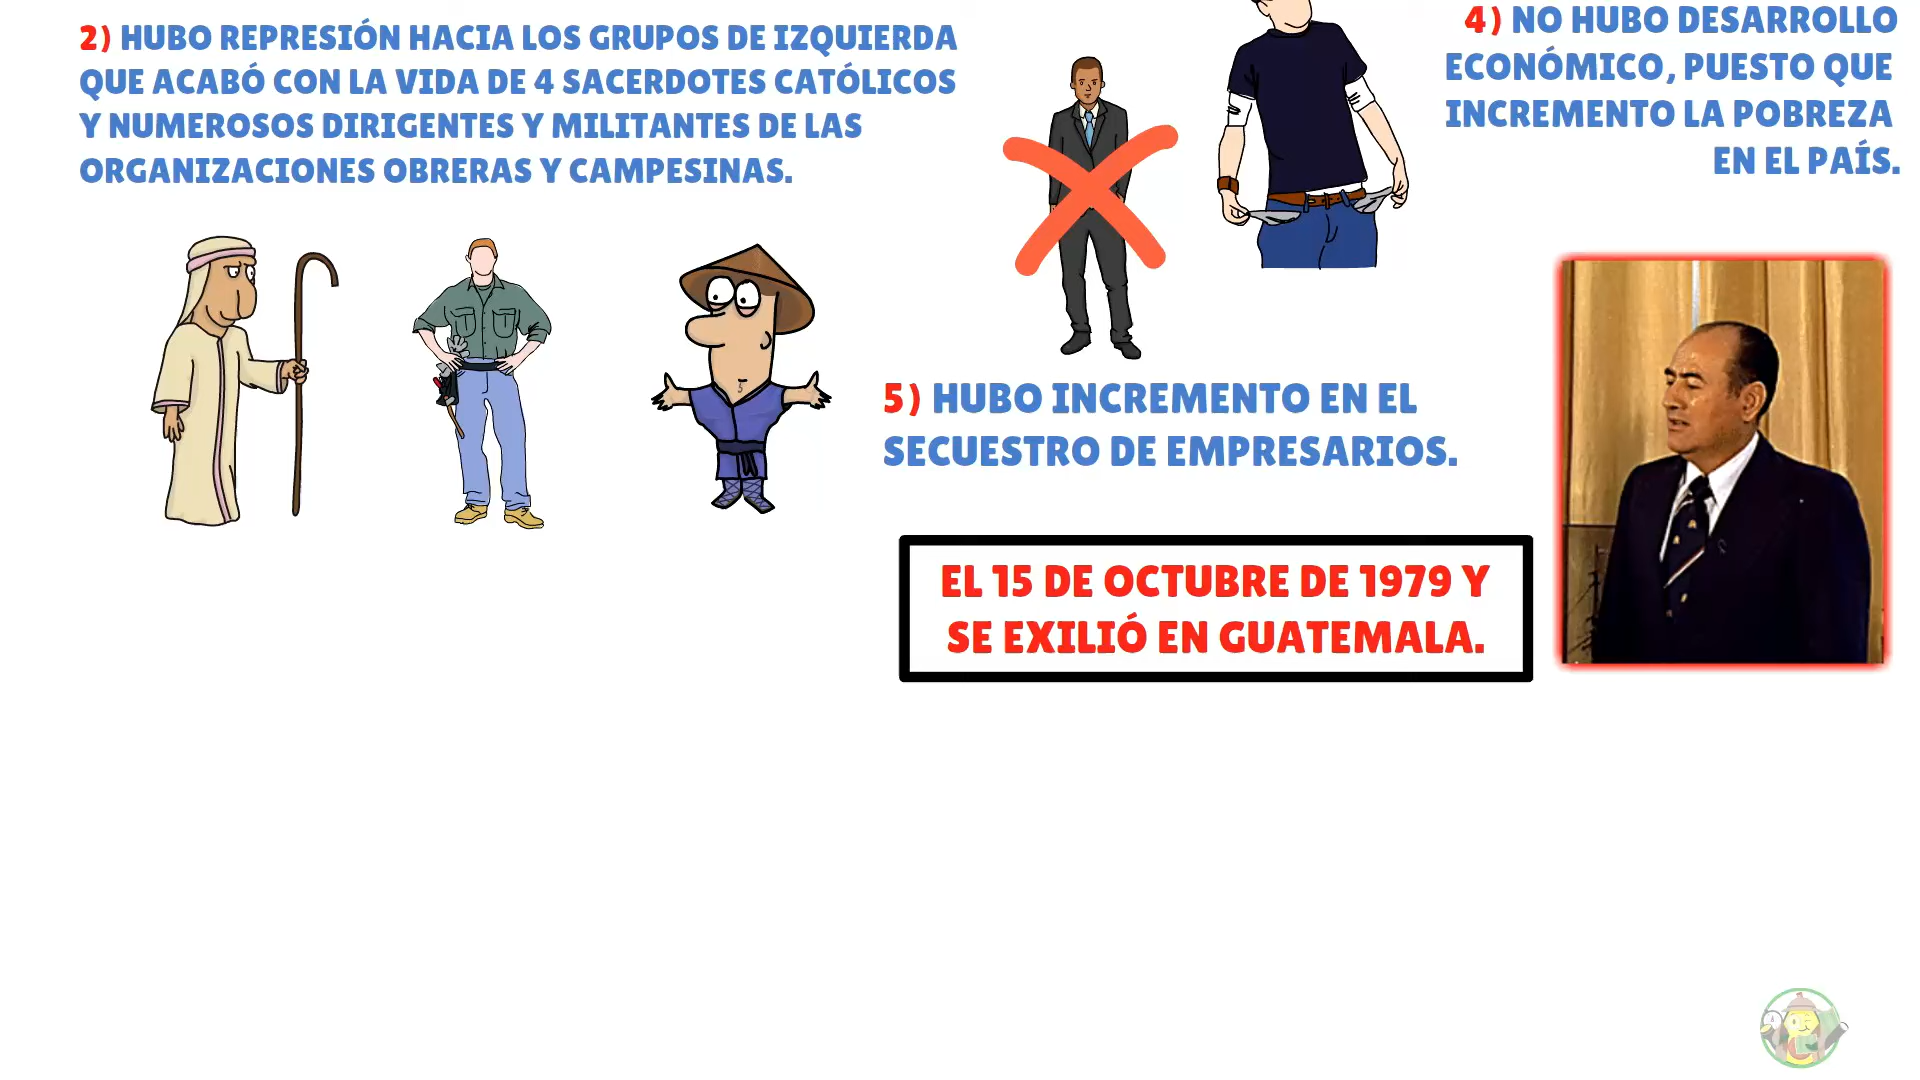 2) HUBO REPRESIÓN HACIA LOS GRUPOS DE IZQUIERDA
QUE ACABÓ CON LA VIDA DE 4 SACERDOTES CATÓLICOS
Y NUMEROSOS DIRIGENTES Y MILITANTES DE LAS
ORGANIZACIONES OBRERAS Y CAMPESINAS.
4) NO HUBO DESARROLLO
ECONÓMICO, PUESTO QUE
INCREMENTO LA POBREZA
EN EL PAÍS.
5) HUBO INCREMENTO EN EL
SECUESTRO DE EMPRESARIOS.
EL 15 DE OCTUBRE DE 1979 Y
SE EXILIÓ EN GUATEMALA.